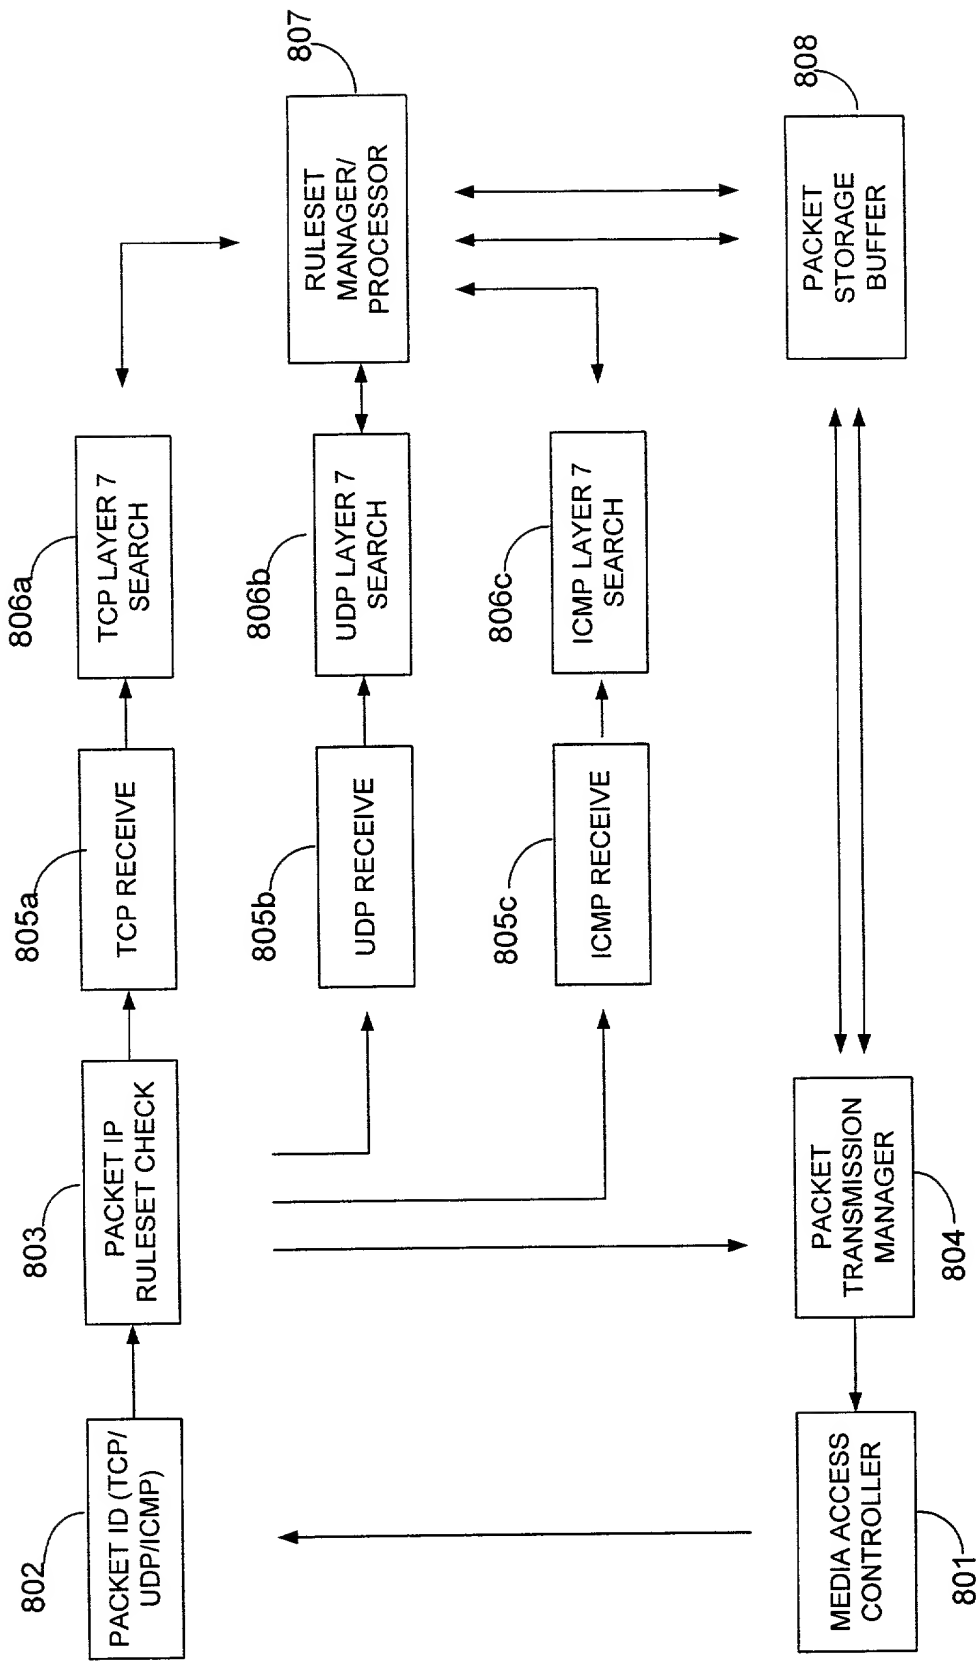 802
PACKET ID (TCP/
UDP/ICMP)
803
PACKET IP
RULESET CHECK
805a
TCP RECEIVE
806a
TCP LAYER 7
SEARCH
805b
UDP RECEIVE
806b
UDP LAYER 7
SEARCH
807
RULESET
MANAGER/
PROCESSOR
805c
ICMP RECEIVE
806c
ICMP LAYER 7
SEARCH
MEDIA ACCESS
CONTROLLER
801
PACKET
TRANSMISSION
MANAGER
804
808
PACKET
STORAGE
BUFFER